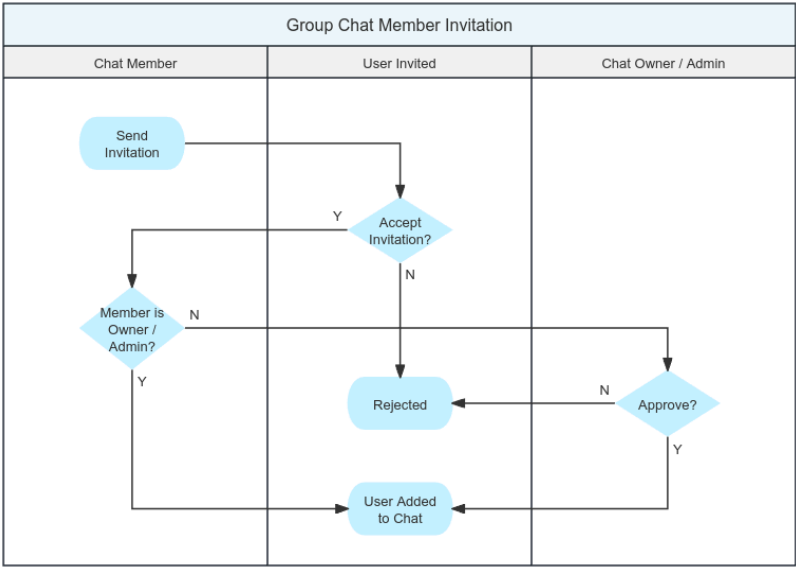 Group Chat Member Invitation
Chat Member
User Invited
Chat Owner / Admin
Send
Invitation
Y
Accept
Invitation?
N
Member is
Owner /
Admin?
N
Y
Rejected
N
Approve?
Y
User Added
to Chat